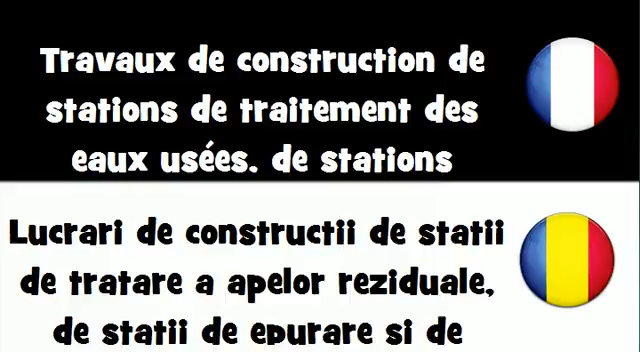 Travaux de construction de
stations de traitement des
eaux usées. de stations
Lucrari de constructii de statii
de tratare a apelor reziduale,
de statii de epurare si de